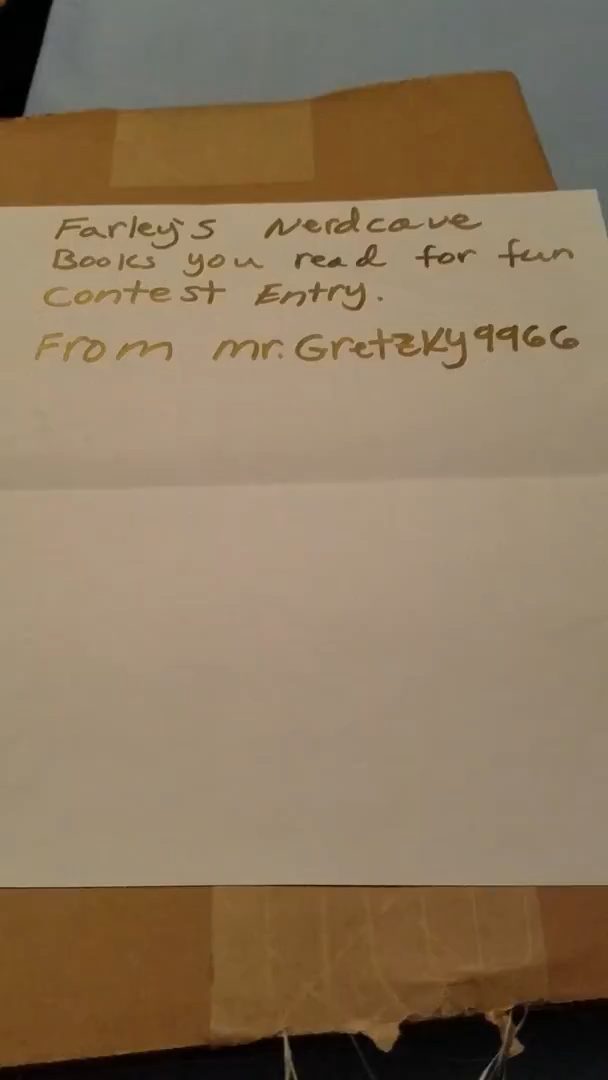 Farley's Nerdcave
Books you read for fun
Contest Entry.
From mr. Gretzky9966